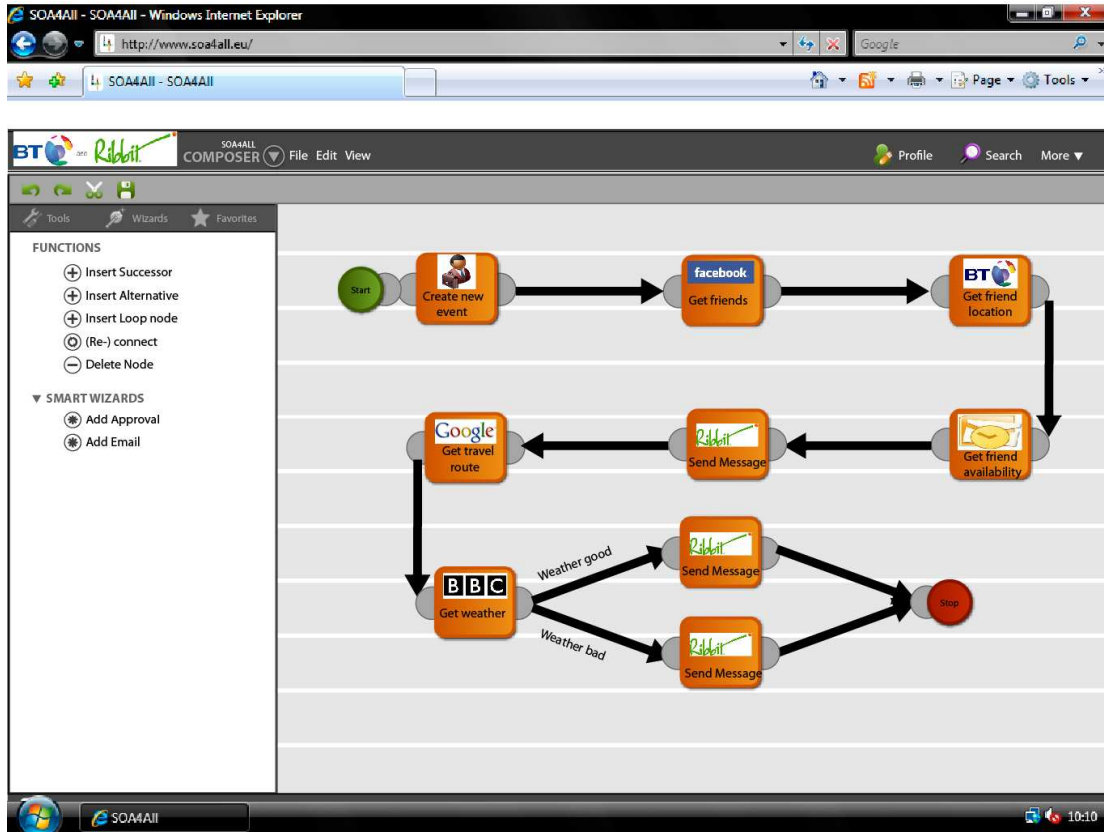 SOA4All - SOA4All - Windows Internet Explorer
http://www.soa4all.eu/
Google
SOA4All - SOA4All
Page
Tools
BT and Ribbit
SOA4ALL
COMPOSER
File Edit View
Profile
Search
More
Tools
Wizards
Favorites
FUNCTIONS
Insert Successor
Insert Alternative
Insert Loop node
(Re-) connect
Delete Node
SMART WIZARDS
Add Approval
Add Email
Start
Create new
event
facebook
Get friends
BT
Get friend
location
Google
Get travel
route
Ribbit
Send Message
Get friend
availability
BBC
Get weather
Weather good
Weather bad
Ribbit
Send Message
Ribbit
Send Message
Stop
SOA4All
10:10